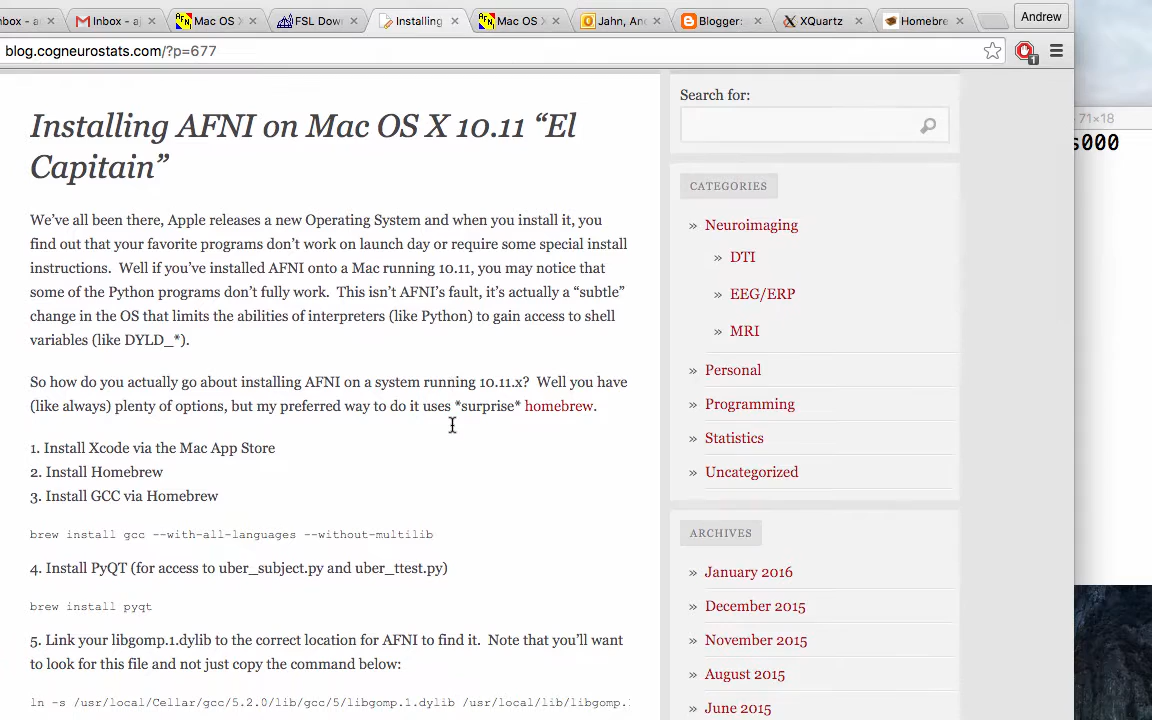 nbox - a
Inbox - a
Mac OS X
FSL Dow
Installing
Mac OS X
Jahn, And
Blogger:
XQuartz
Homebre
Andrew
blog.cogneurostats.com/?p=677
1
Installing AFNI on Mac OS X 10.11 “El
Capitain”
We’ve all been there, Apple releases a new Operating System and when you install it, you
find out that your favorite programs don’t work on launch day or require some special install
instructions. Well if you’ve installed AFNI onto a Mac running 10.11, you may notice that
some of the Python programs don’t fully work. This isn’t AFNI’s fault, it’s actually a “subtle”
change in the OS that limits the abilities of interpreters (like Python) to gain access to shell
variables (like DYLD_*).
So how do you actually go about installing AFNI on a system running 10.11.x? Well you have
(like always) plenty of options, but my preferred way to do it uses *surprise* homebrew.
1. Install Xcode via the Mac App Store
2. Install Homebrew
3. Install GCC via Homebrew
brew install gcc --with-all-languages --without-multilib
4. Install PyQT (for access to uber_subject.py and uber_ttest.py)
brew install pyqt
5. Link your libgomp.1.dylib to the correct location for AFNI to find it. Note that you’ll want
to look for this file and not just copy the command below:
ln -s /usr/local/Cellar/gcc/5.2.0/lib/gcc/5/libgomp.1.dylib /usr/local/lib/libgomp.1
Search for:
CATEGORIES
» Neuroimaging
» DTI
» EEG/ERP
» MRI
» Personal
» Programming
» Statistics
» Uncategorized
ARCHIVES
» January 2016
» December 2015
» November 2015
» August 2015
» June 2015
71×18
s000